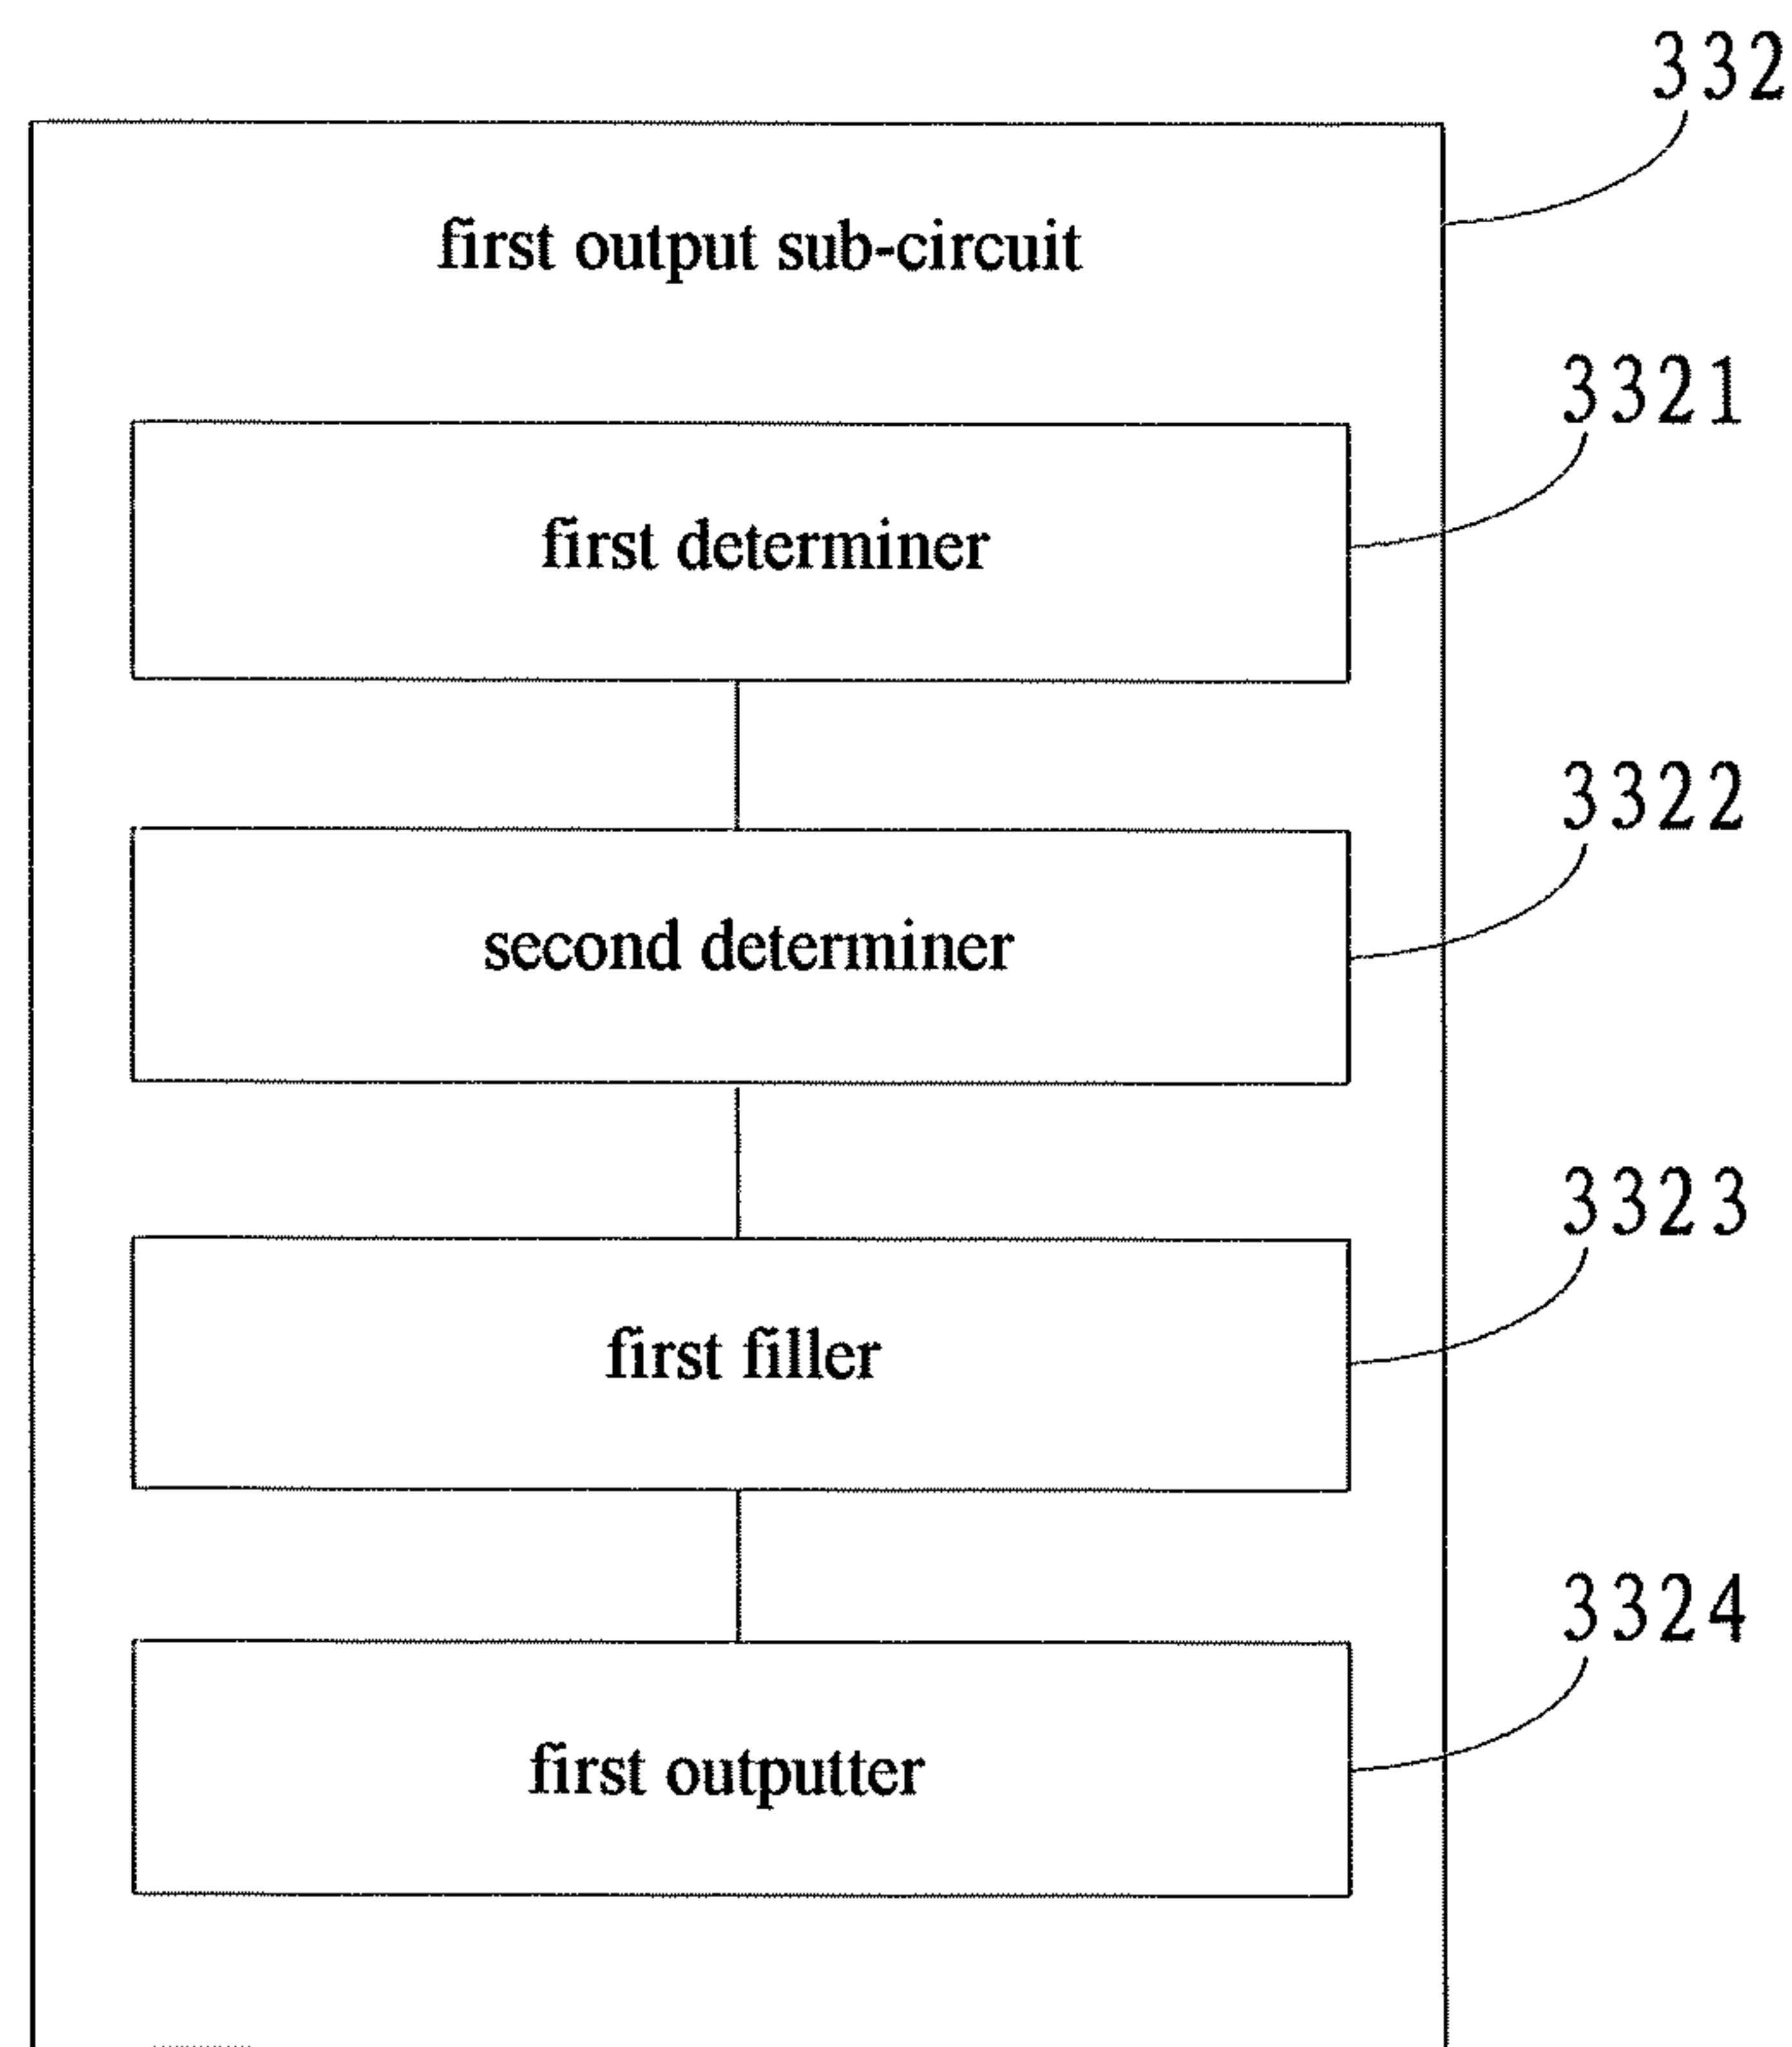 332
first output sub-circuit
3321
first determiner
3322
second determiner
3323
first filler
3324
first outputter